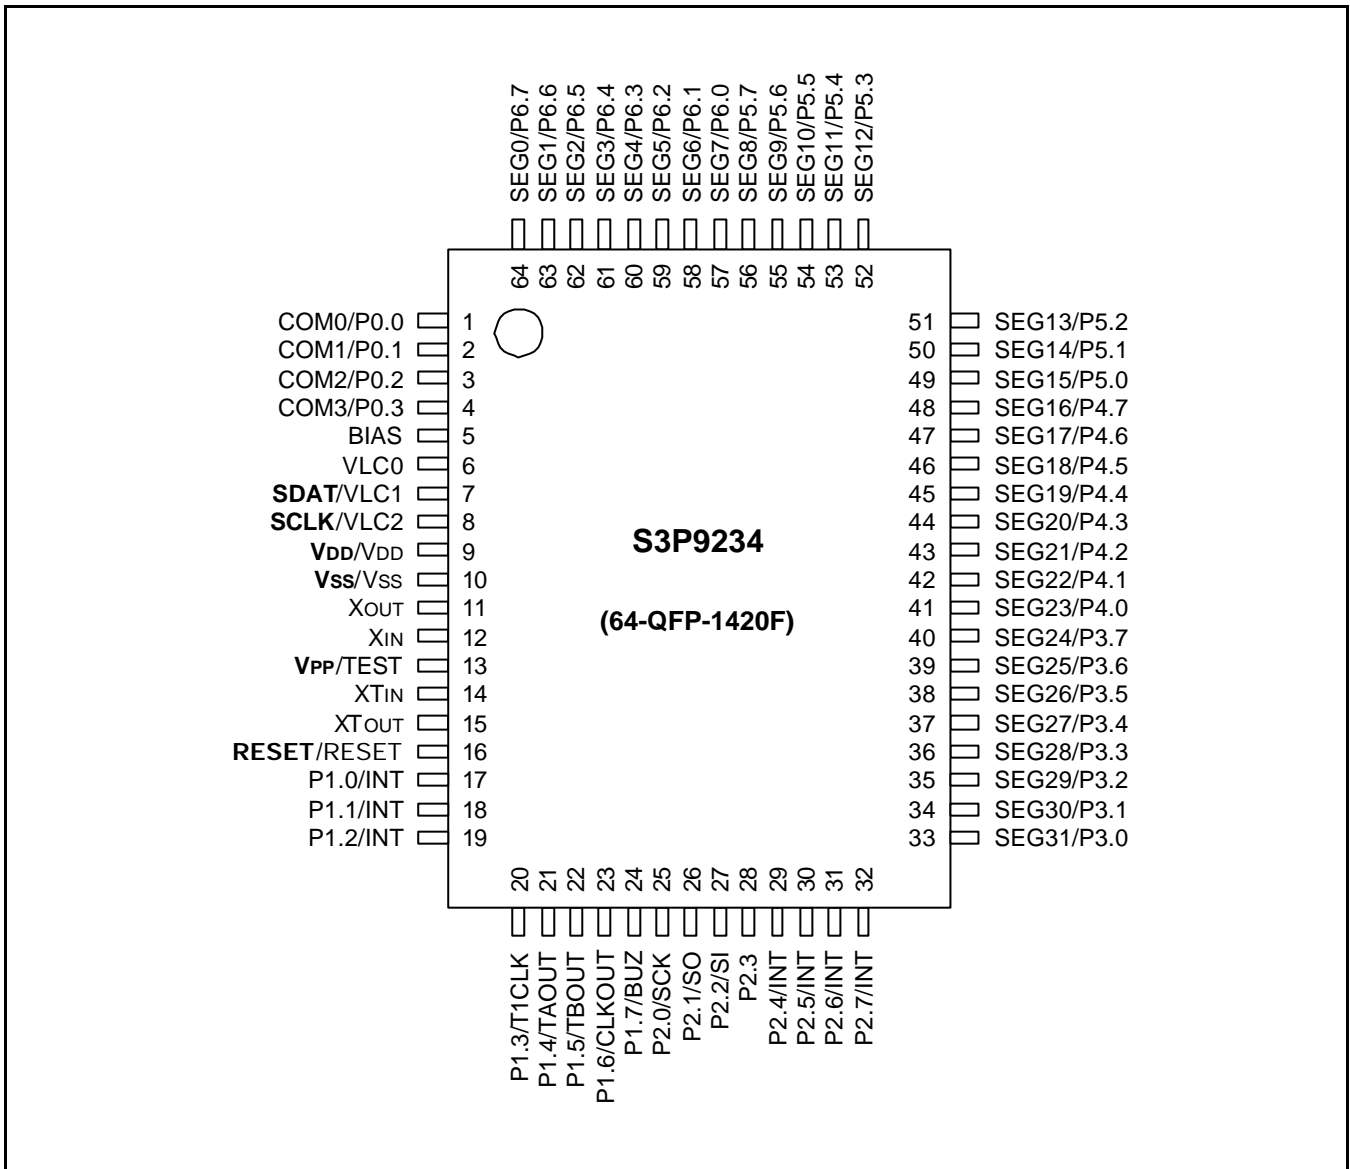 SEG0/P6.7
SEG1/P6.6
SEG2/P6.5
SEG3/P6.4
SEG4/P6.3
SEG5/P6.2
SEG6/P6.1
SEG7/P6.0
SEG8/P5.7
SEG9/P5.6
SEG10/P5.5
SEG11/P5.4
SEG12/P5.3
64
63
62
61
60
59
58
57
56
55
54
53
52
COM0/P0.0 1
COM1/P0.1 2
COM2/P0.2 3
COM3/P0.3 4
BIAS 5
VLC0 6
SDAT/VLC1 7
SCLK/VLC2 8
VDD/VDD 9
VSS/VSS 10
XOUT 11
XIN 12
VPP/TEST 13
XTIN 14
XTOUT 15
RESET/RESET 16
P1.0/INT 17
P1.1/INT 18
P1.2/INT 19
S3P9234
(64-QFP-1420F)
51 SEG13/P5.2
50 SEG14/P5.1
49 SEG15/P5.0
48 SEG16/P4.7
47 SEG17/P4.6
46 SEG18/P4.5
45 SEG19/P4.4
44 SEG20/P4.3
43 SEG21/P4.2
42 SEG22/P4.1
41 SEG23/P4.0
40 SEG24/P3.7
39 SEG25/P3.6
38 SEG26/P3.5
37 SEG27/P3.4
36 SEG28/P3.3
35 SEG29/P3.2
34 SEG30/P3.1
33 SEG31/P3.0
20
21
22
23
24
25
26
27
28
29
30
31
32
P1.3/T1CLK
P1.4/TAOUT
P1.5/TBOUT
P1.6/CLKOUT
P1.7/BUZ
P2.0/SCK
P2.1/SO
P2.2/SI
P2.3
P2.4/INT
P2.5/INT
P2.6/INT
P2.7/INT